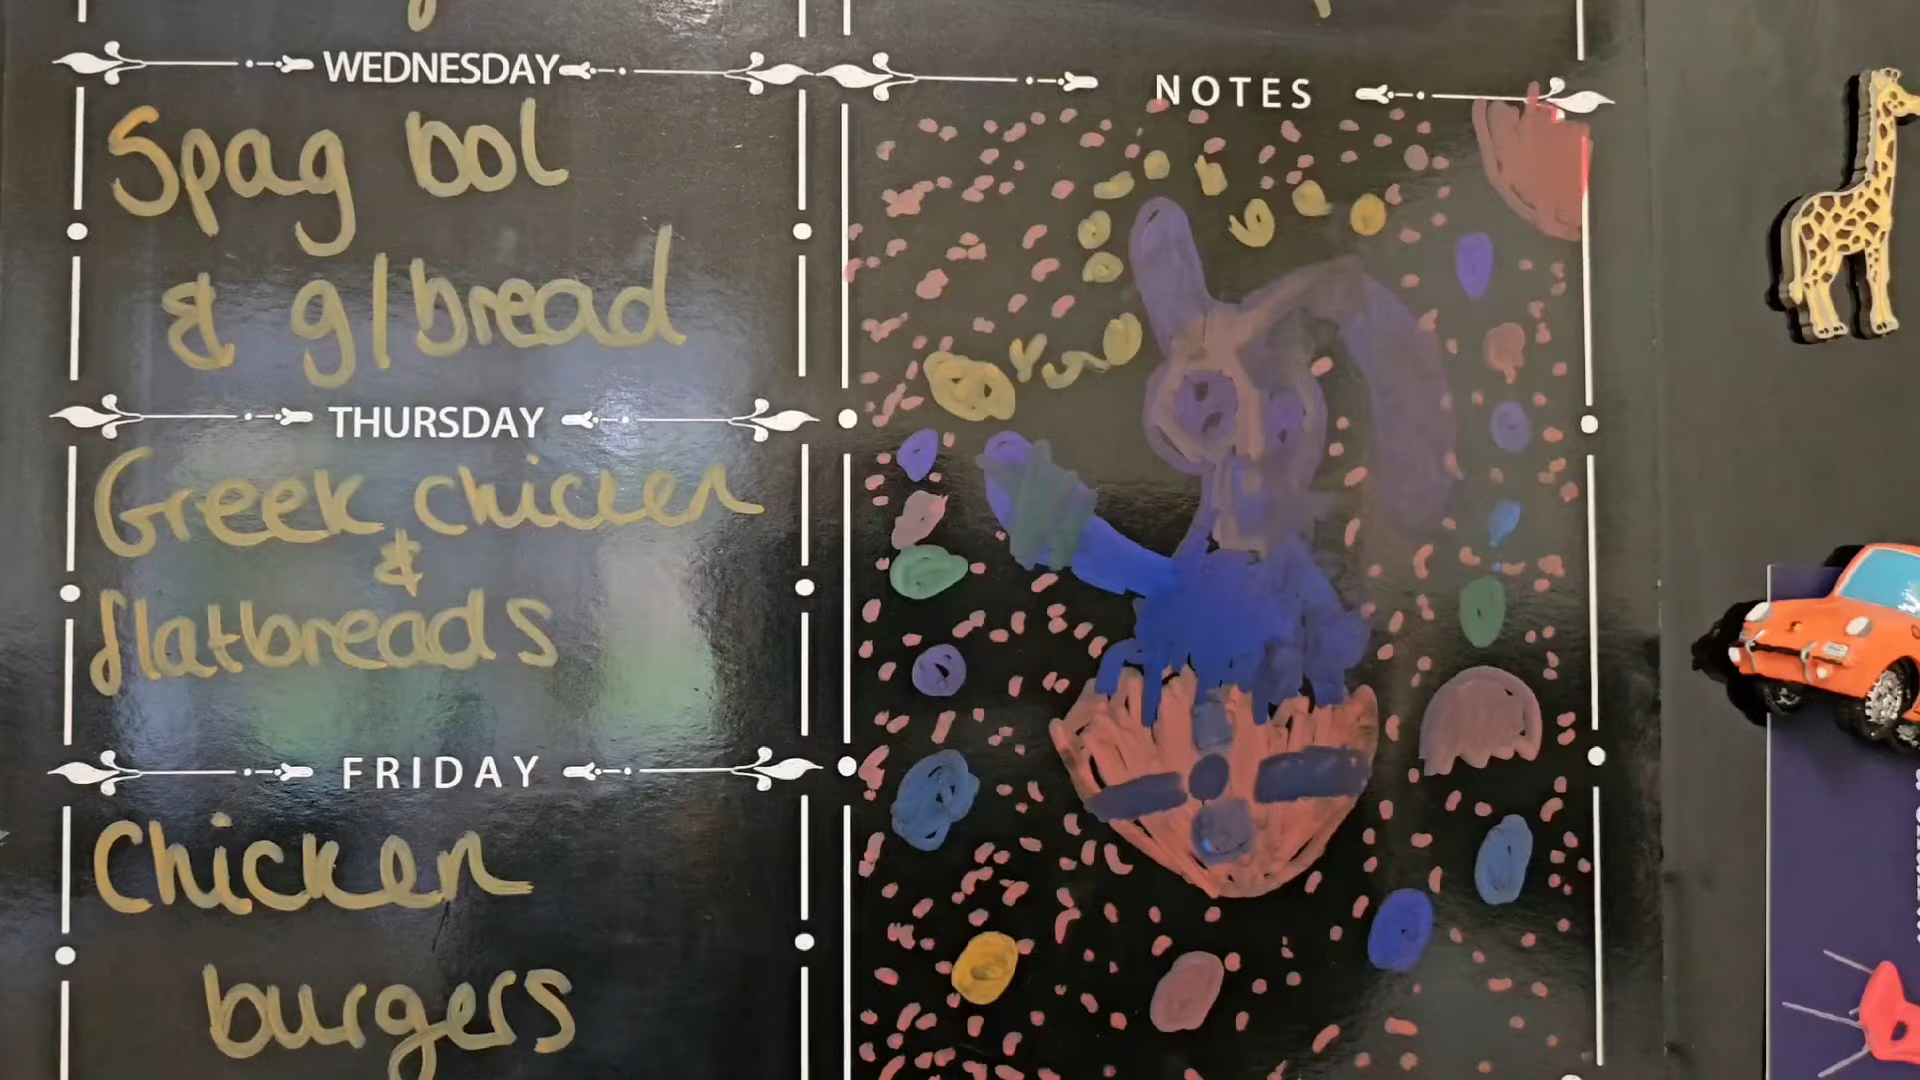 WEDNESDAY
Spag bol
& g/bread
THURSDAY
Greek chicken
&
flatbreads
FRIDAY
Chicken
burgers
NOTES